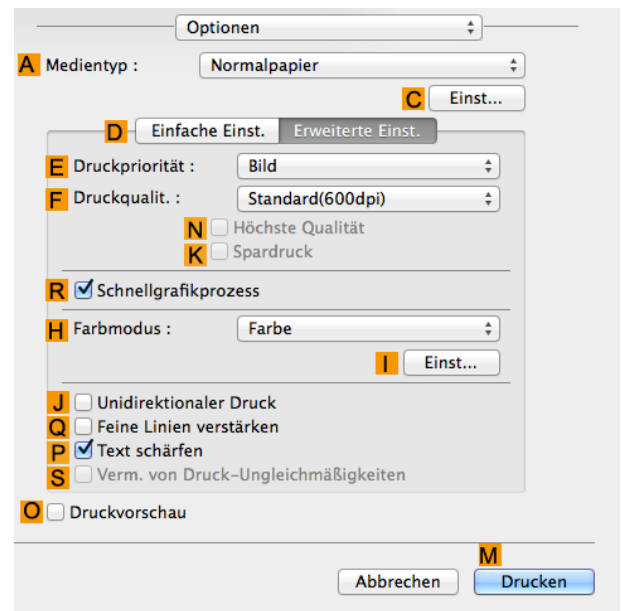 Optionen
A Medientyp : Normalpapier
C Einst...
D Einfache Einst. Erweiterte Einst.
E Druckpriorität : Bild
F Druckqualit. : Standard(600dpi)
N Höchste Qualität
K Spardruck
R Schnellgrafikprozess
H Farbmodus : Farbe
I Einst...
J Unidirektionaler Druck
Q Feine Linien verstärken
P Text schärfen
S Verm. von Druck-Ungleichmäßigkeiten
O Druckvorschau
M
Abbrechen Drucken